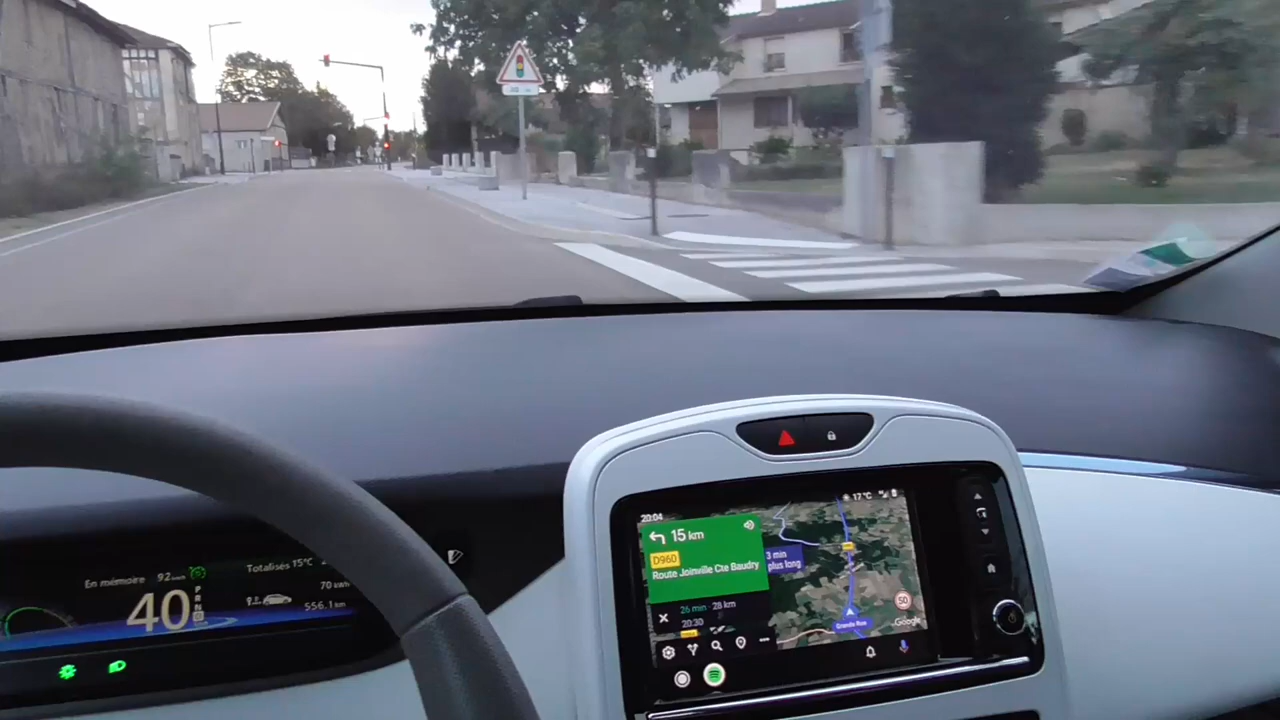 En mémoire 92 km/h
40
P
R
N
D
Totalisés 15°C
70 kWh
556.1 km
20:04
17°C
15 km
D960
Route Joinville Cte Baudry
3 min
plus long
26 min · 28 km
20:30
50
Grande Rue
Google